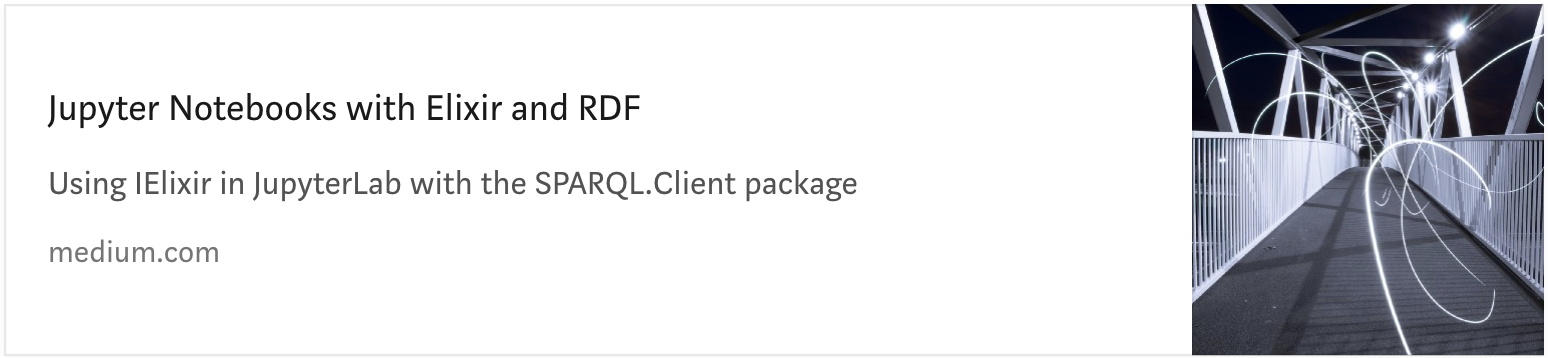 Jupyter Notebooks with Elixir and RDF
Using IElixir in JupyterLab with the SPARQL.Client package
medium.com